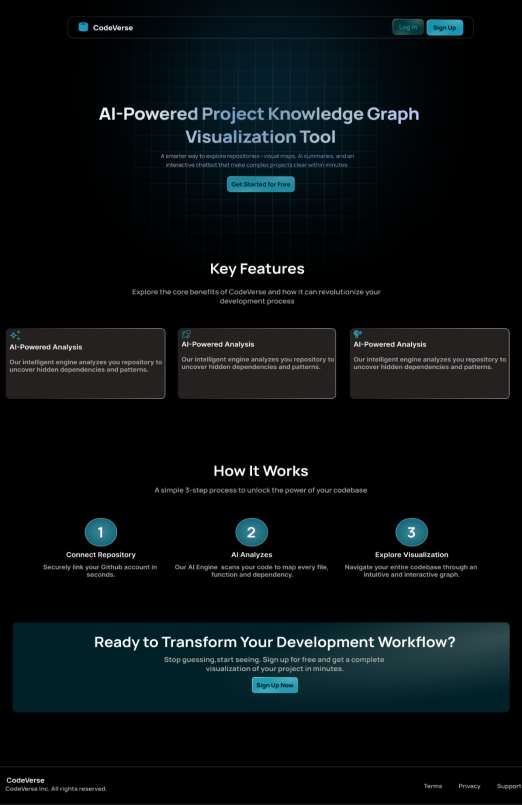 CodeVerse
Log In
Sign Up
AI-Powered Project Knowledge Graph
Visualization Tool
A smarter way to explore repositories-visual maps, AI summaries, and an
interactive chatbot that make complex projects clear within minutes
Get Started for Free
Key Features
Explore the core benefits of CodeVerse and how it can revolutionize your
development process
AI-Powered Analysis
Our intelligent engine analyzes you repository to
uncover hidden dependencies and patterns.
AI-Powered Analysis
Our intelligent engine analyzes you repository to
uncover hidden dependencies and patterns.
AI-Powered Analysis
Our intelligent engine analyzes you repository to
uncover hidden dependencies and patterns.
How It Works
A simple 3-step process to unlock the power of your codebase
1
Connect Repository
Securely link your Github account in
seconds.
2
AI Analyzes
Our AI Engine scans your code to map every file,
function and dependency.
3
Explore Visualization
Navigate your entire codebase through an
intuitive and interactive graph.
Ready to Transform Your Development Workflow?
Stop guessing,start seeing. Sign up for free and get a complete
visualization of your project in minutes.
Sign Up Now
CodeVerse
CodeVerse Inc. All rights reserved.
Terms
Privacy
Support